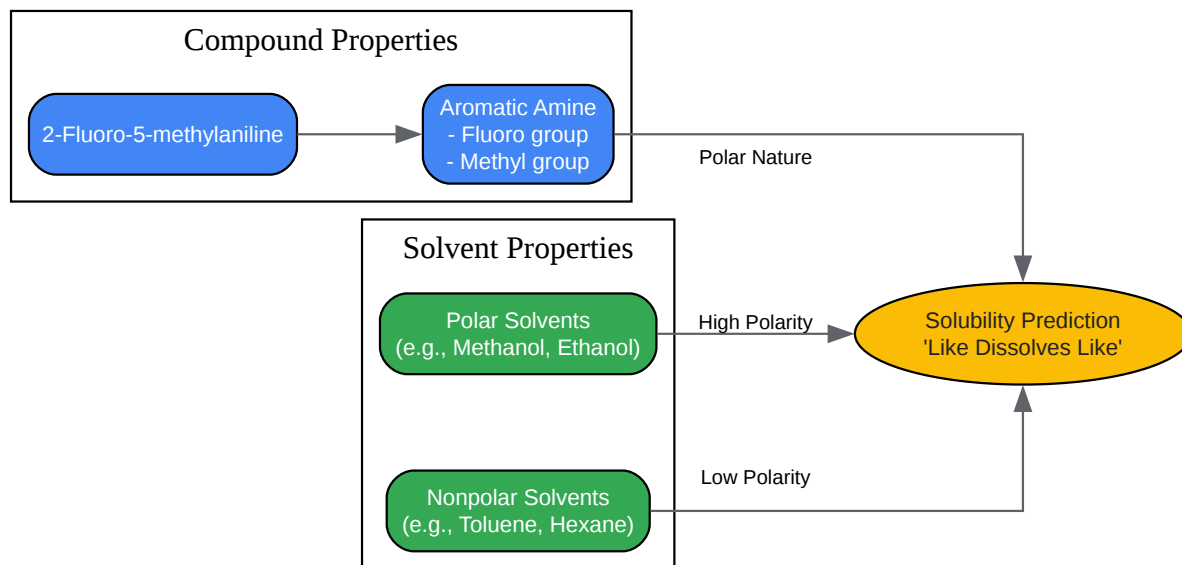 Compound Properties
2-Fluoro-5-methylaniline
Aromatic Amine
- Fluoro group
- Methyl group
Polar Nature
Solvent Properties
Polar Solvents
(e.g., Methanol, Ethanol)
High Polarity
Solubility Prediction
'Like Dissolves Like'
Low Polarity
Nonpolar Solvents
(e.g., Toluene, Hexane)